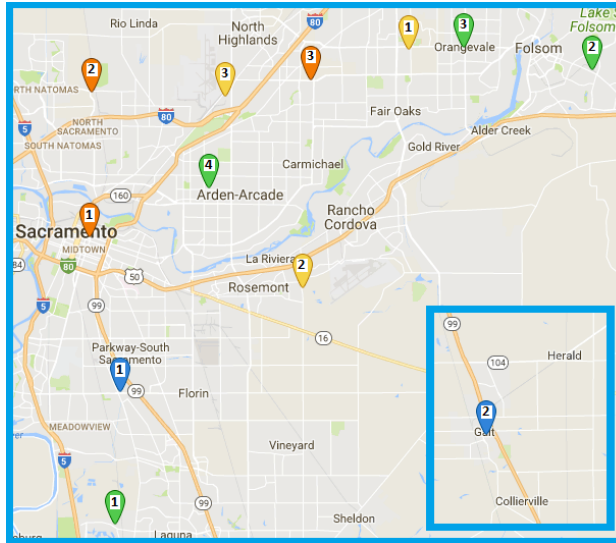 Rio Linda
North
Highlands
80
1
3
Orangevale
Lake
Folsom
2
Folsom
2
3
3
RTH NATOMAS
NORTH
SACRAMENTO
80
Fair Oaks
5
SOUTH NATOMAS
Alder Creek
Gold River
4
Carmichael
160
Arden-Arcade
1
Rancho
Cordova
Sacramento
MIDTOWN
La Riviera
2
84
80
50
Rosemont
5
99
16
99
Parkway-South
Sacramento
1
104
Herald
99
Florin
2
Galt
MEADOWVIEW
Vineyard
5
99
1
Collierville
Sheldon
Laguna
sburg